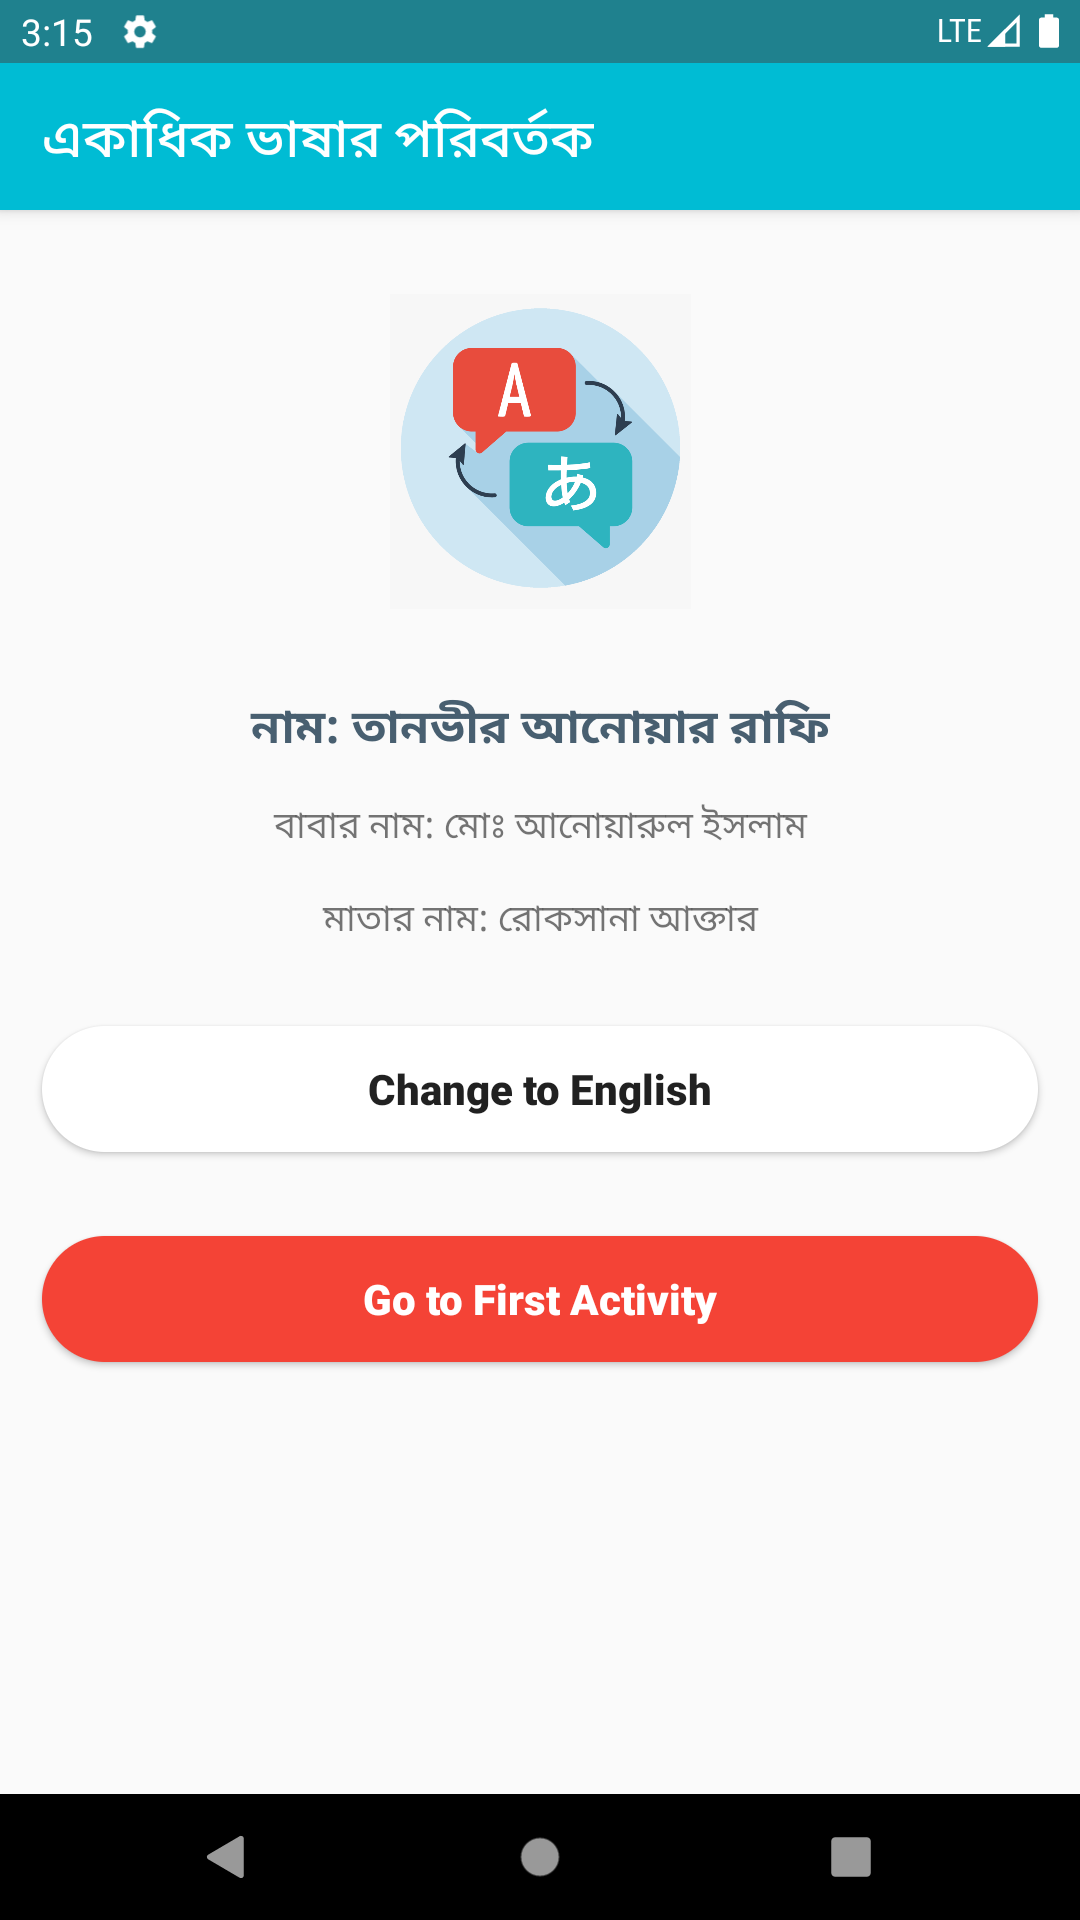 3:15
LTE
একাধিক ভাষার পরিবর্তক
A
あ
নাম: তানভীর আনোয়ার রাফি
বাবার নাম: মোঃ আনোয়ারুল ইসলাম
মাতার নাম: রোকসানা আক্তার
Change to English
Go to First Activity